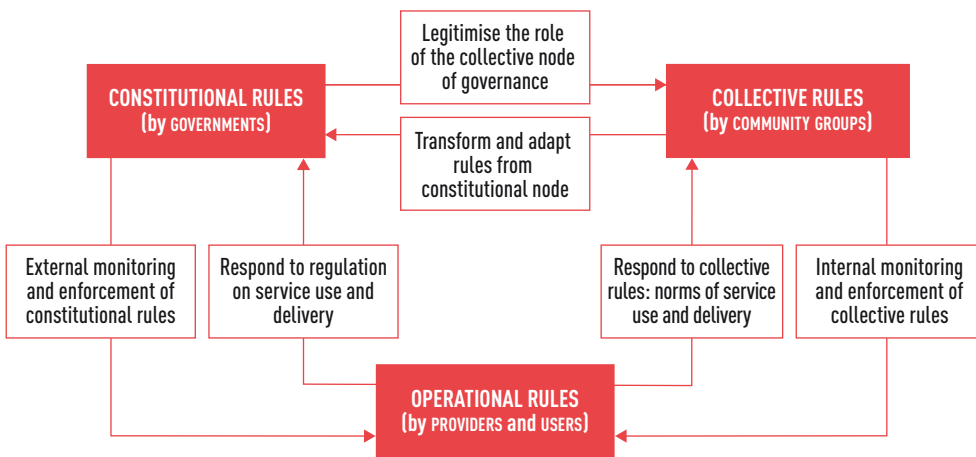 Legitimise the role
of the collective node
of governance
CONSTITUTIONAL RULES
(by GOVERNMENTS)
COLLECTIVE RULES
(by COMMUNITY GROUPS)
Transform and adapt
rules from
constitutional node
External monitoring
and enforcement of
constitutional rules
Respond to regulation
on service use and
delivery
Respond to collective
rules: norms of service
use and delivery
Internal monitoring
and enforcement of
collective rules
OPERATIONAL RULES
(by PROVIDERS and USERS)